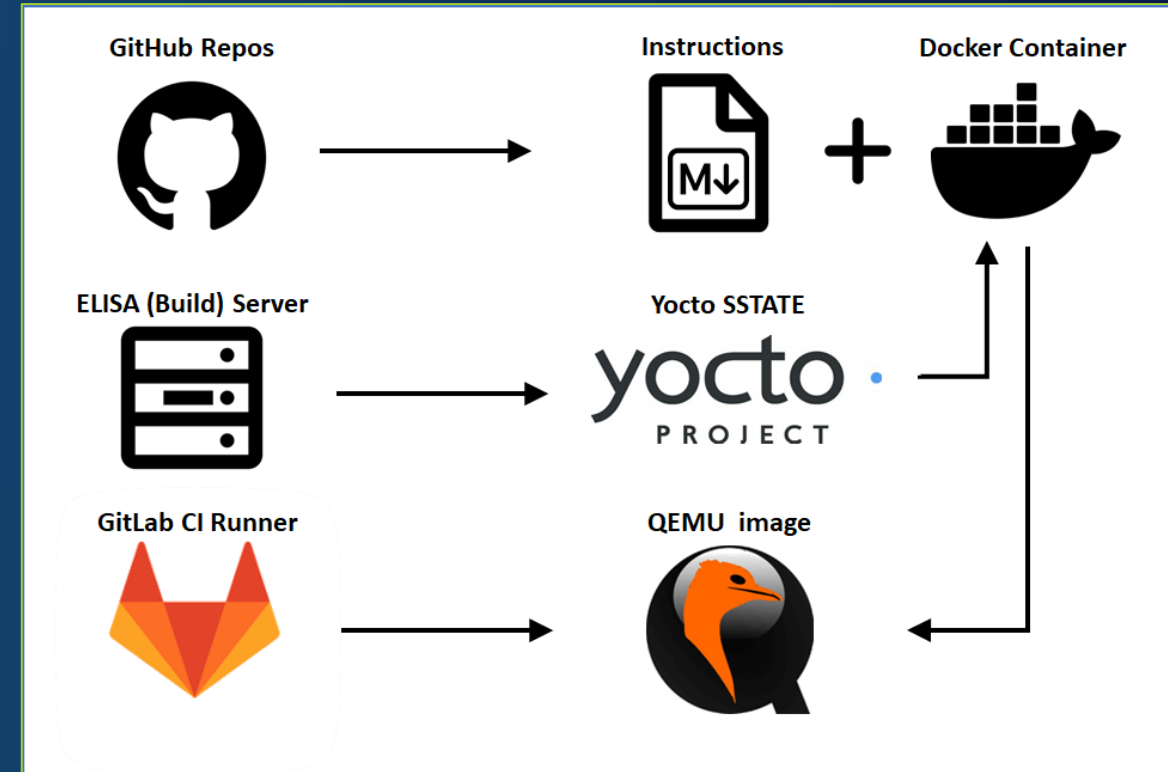 GitHub Repos
Instructions
Docker Container
M
ELISA (Build) Server
Yocto SSTATE
yocto
PROJECT
GitLab CI Runner
QEMU image